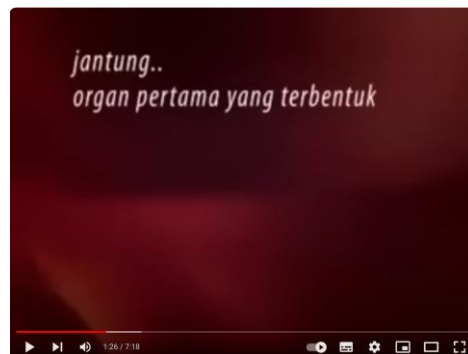 jantung..
organ pertama yang terbentuk
1:26 / 7:18